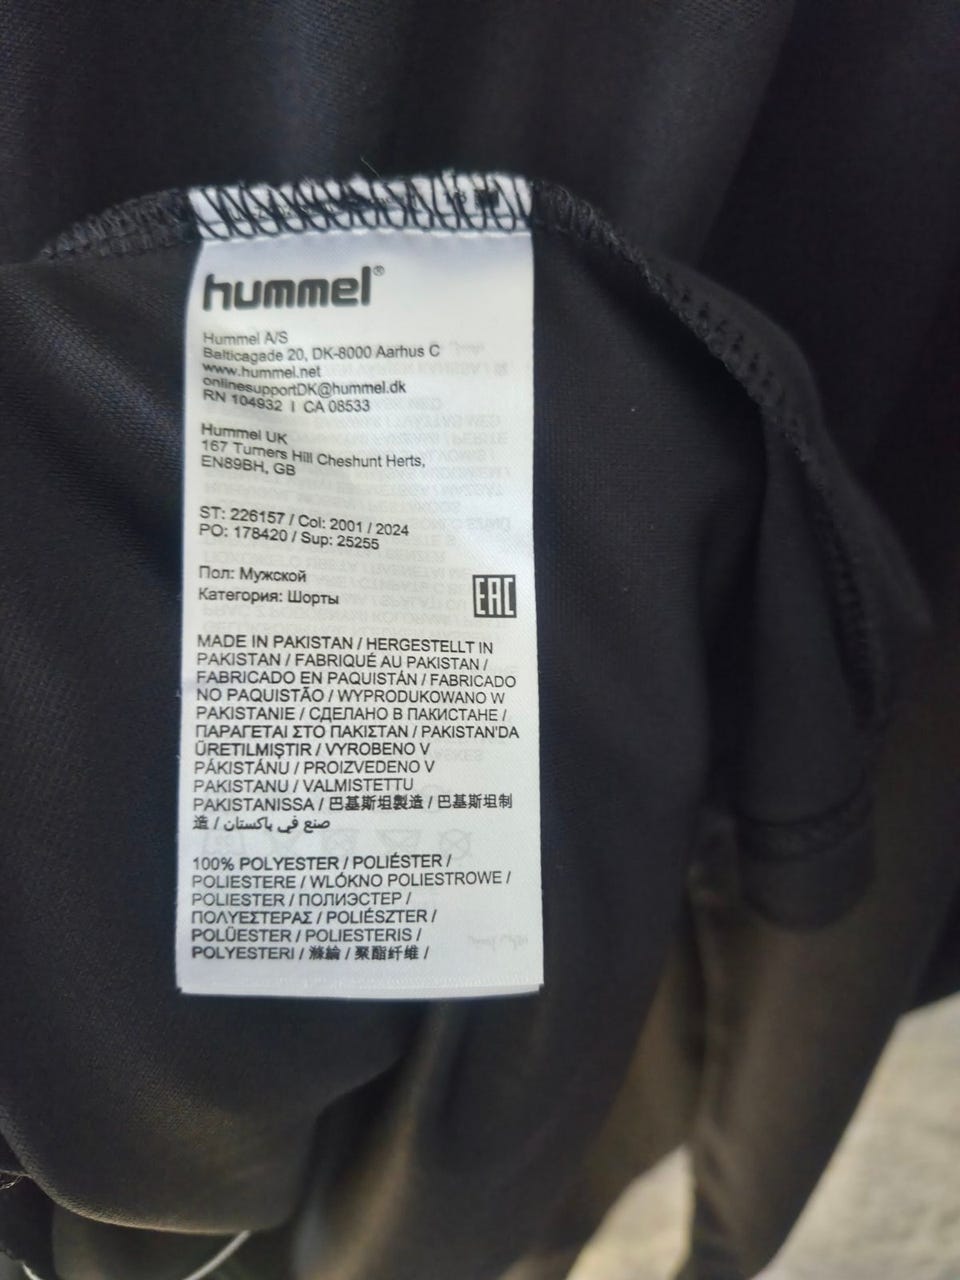 hummel®
Hummel A/S
Balticagade 20, DK-8000 Aarhus C
www.hummel.net
onlinesupportDK@hummel.dk
RN 104932 I CA 08533
Hummel UK
167 Turners Hill Cheshunt Herts,
EN89BH, GB
ST: 226157 / Col: 2001 / 2024
PO: 178420 / Sup: 25255
Пол: Мужской
Категория: Шорты
EAC
MADE IN PAKISTAN / HERGESTELLT IN
PAKISTAN / FABRIQUÉ AU PAKISTAN /
FABRICADO EN PAQUISTÁN / FABRICADO
NO PAQUISTÃO / WYPRODUKOWANO W
PAKISTANIE / СДЕЛАНО В ПАКИСТАНЕ /
ΠΑΡΑΓΕΤΑΙ ΣΤΟ ΠΑΚΙΣΤΑΝ / PAKISTAN'DA
ÜRETILMIŞTIR / VYROBENO V
PÁKISTÁNU / PROIZVEDENO V
PAKISTANU / VALMISTETTU
PAKISTANISSA / 巴基斯坦製造 / 巴基斯坦制
造 / صنع في باكستان
100% POLYESTER / POLIÉSTER /
POLIESTERE / WLÓKNO POLIESTROWE /
POLIESTER / ПОЛИЭСТЕР /
ΠΟΛΥΕΣΤΕΡΑΣ / POLIÉSZTER /
POLÜESTER / POLIESTERIS /
POLYESTERI / 滌綸 / 聚酯纤维 /